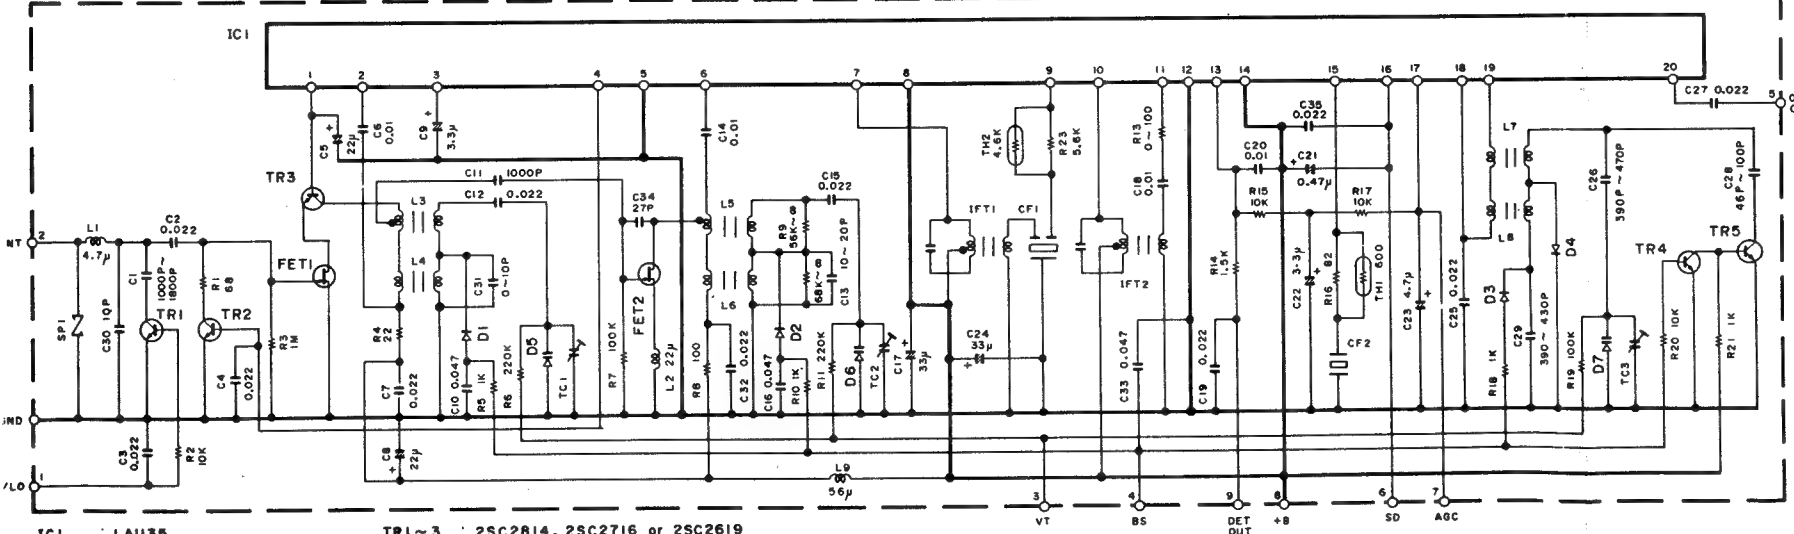 IC1
1 2 3 4 5 6 7 8 9 10 11 12 13 14 15 16 17 18 19 20
C27 0.022
5
C5 22μ
C6 0.01
C9 3.3μ
C14 0.01
TH2 4.6K
R23 5.6K
R13 0~100
C18 0.01
C35 0.022
C20 0.01
C21 0.47μ
L7
C26 390P~470P
C28 46P~100P
TR3
C11 1000P
C12 0.022
C34 27P
C15 0.022
L3
L5
R9 56K~∞
10~20P
IFT1
CF1
R15 10K
R17 10K
L8
D4
TR4
TR5
NT
2
L1 4.7μ
C2 0.022
FET1
L4
C31 0~10P
FET2
L6
68K~∞
C13
IFT2
R14 1.5K
C22 3.3μ
R16 82
TH1 600
C23 4.7μ
C25 0.022
D3
C29 390~430P
SP1
C30 10P
C1 1000P~1800P
R1 68
TR1
TR2
R3 1M
C4 0.022
R4 22
D1
D5
TC1
R7 100K
L2 22μ
R8 100
C32 0.022
D2
D6
TC2
C17 33μ
C24 33μ
C33 0.047
C19 0.022
CF2
R18 1K
R19 100K
D7
TC3
R20 10K
R21 1K
C7 0.022
C10 0.047
R5 1K
R6 220K
C16 0.047
R10 1K
R11 220K
GND
C3 0.022
R2 10K
C8 22μ
L9 56μ
/LO
1
3 4 9 8 6 7
VT
BS
DET OUT
+B
SD
AGC
IC1 : LA1135
TR1~3 : 2SC2814, 2SC2716 or 2SC2619